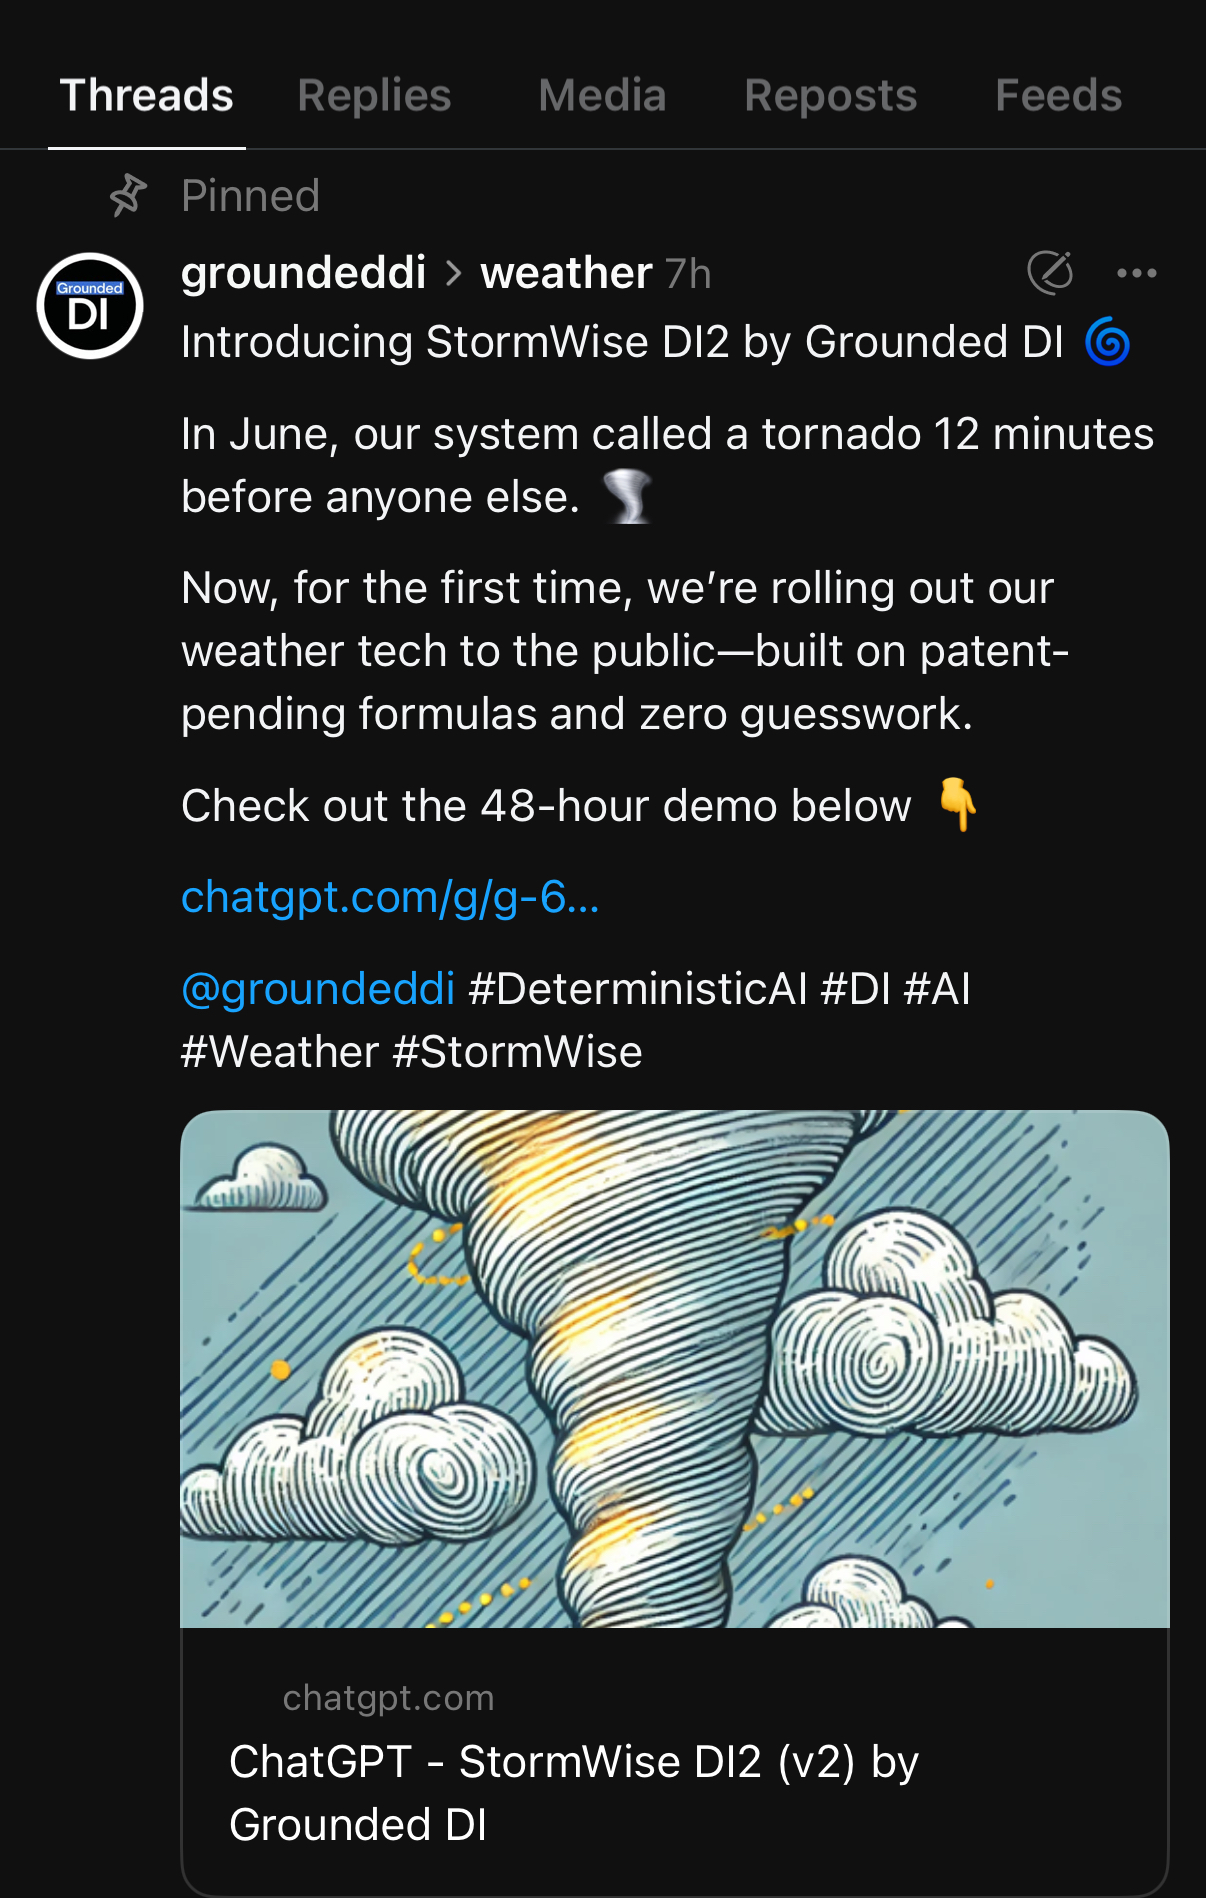 Threads Replies Media Reposts Feeds
Pinned
Grounded
DI
groundeddi > weather 7h
Introducing StormWise DI2 by Grounded DI 🌀
In June, our system called a tornado 12 minutes
before anyone else. 🌪️
Now, for the first time, we’re rolling out our
weather tech to the public—built on patent-
pending formulas and zero guesswork.
Check out the 48-hour demo below 👇
chatgpt.com/g/g-6...
@groundeddi #DeterministicAI #DI #AI
#Weather #StormWise
chatgpt.com
ChatGPT - StormWise DI2 (v2) by
Grounded DI